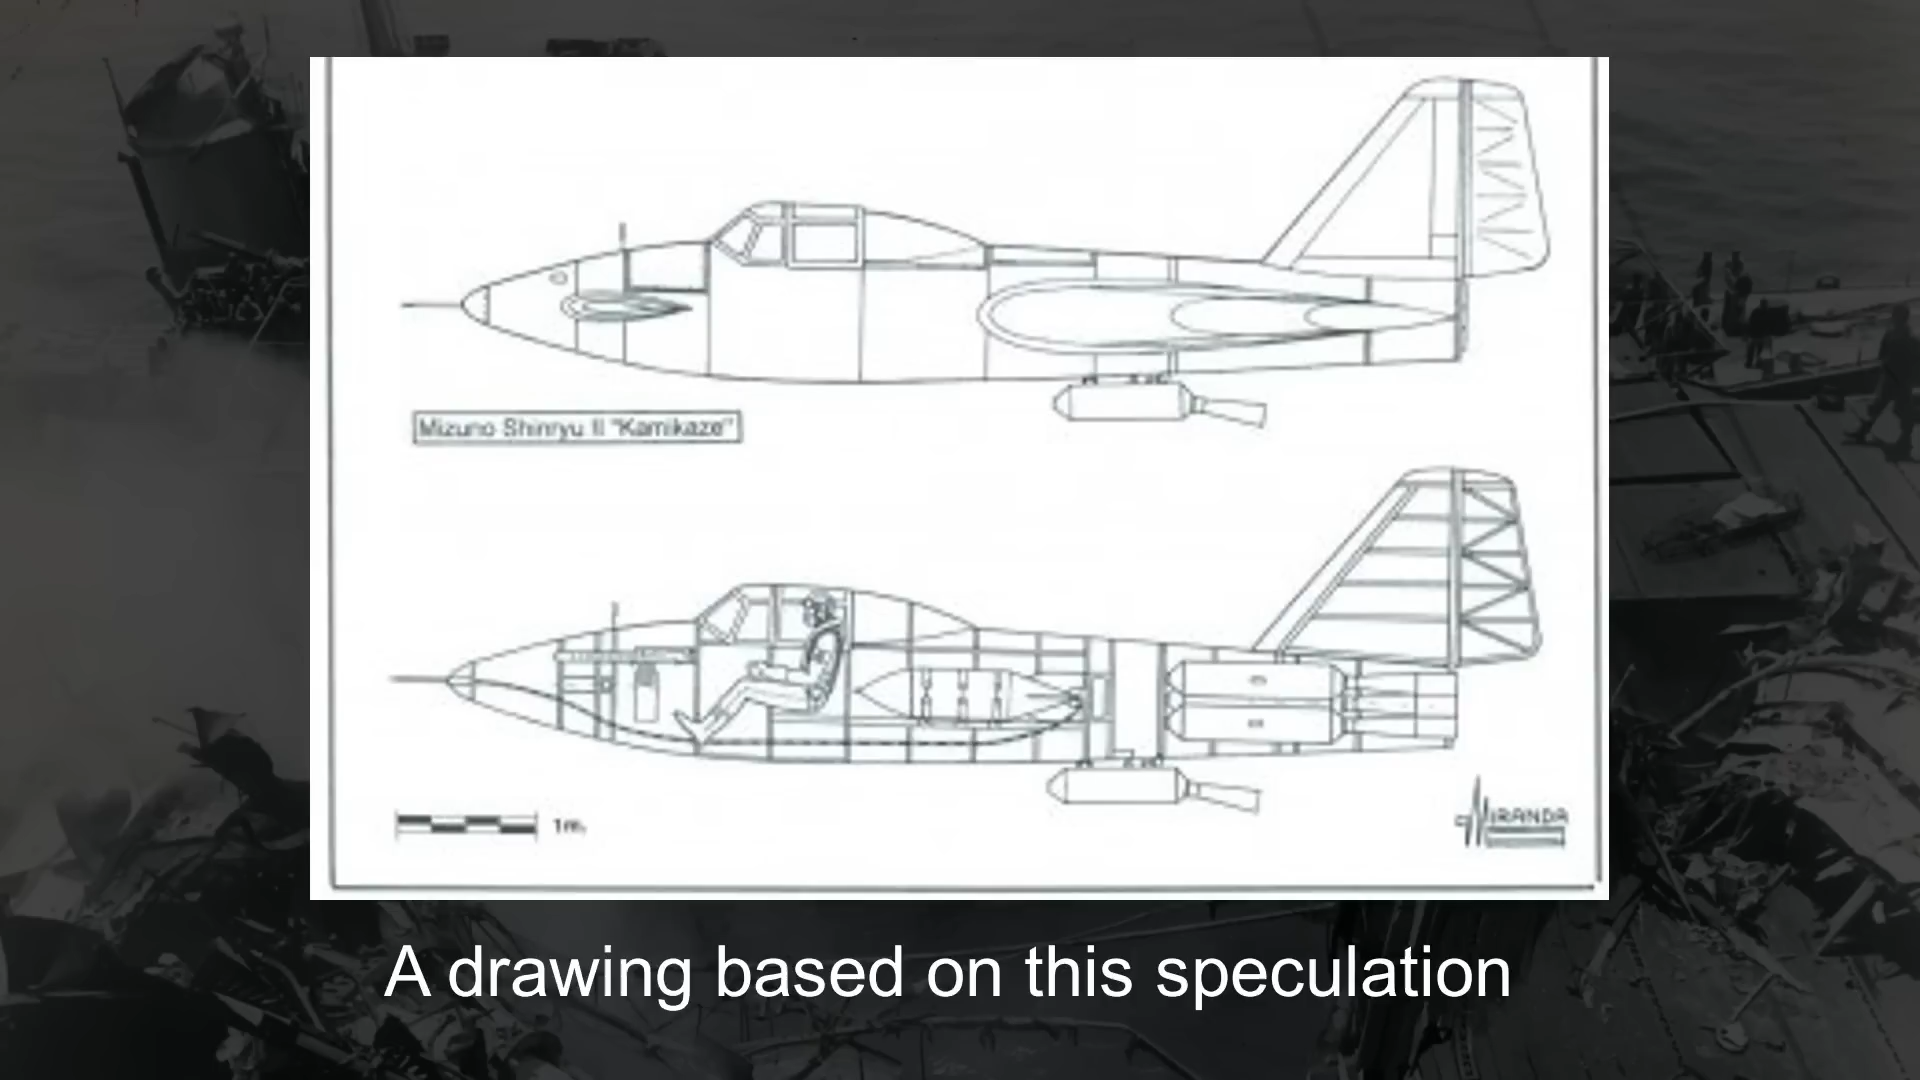 Mizuno Shinryu II "Kamikaze"
1m.
MIRANDA
A drawing based on this speculation